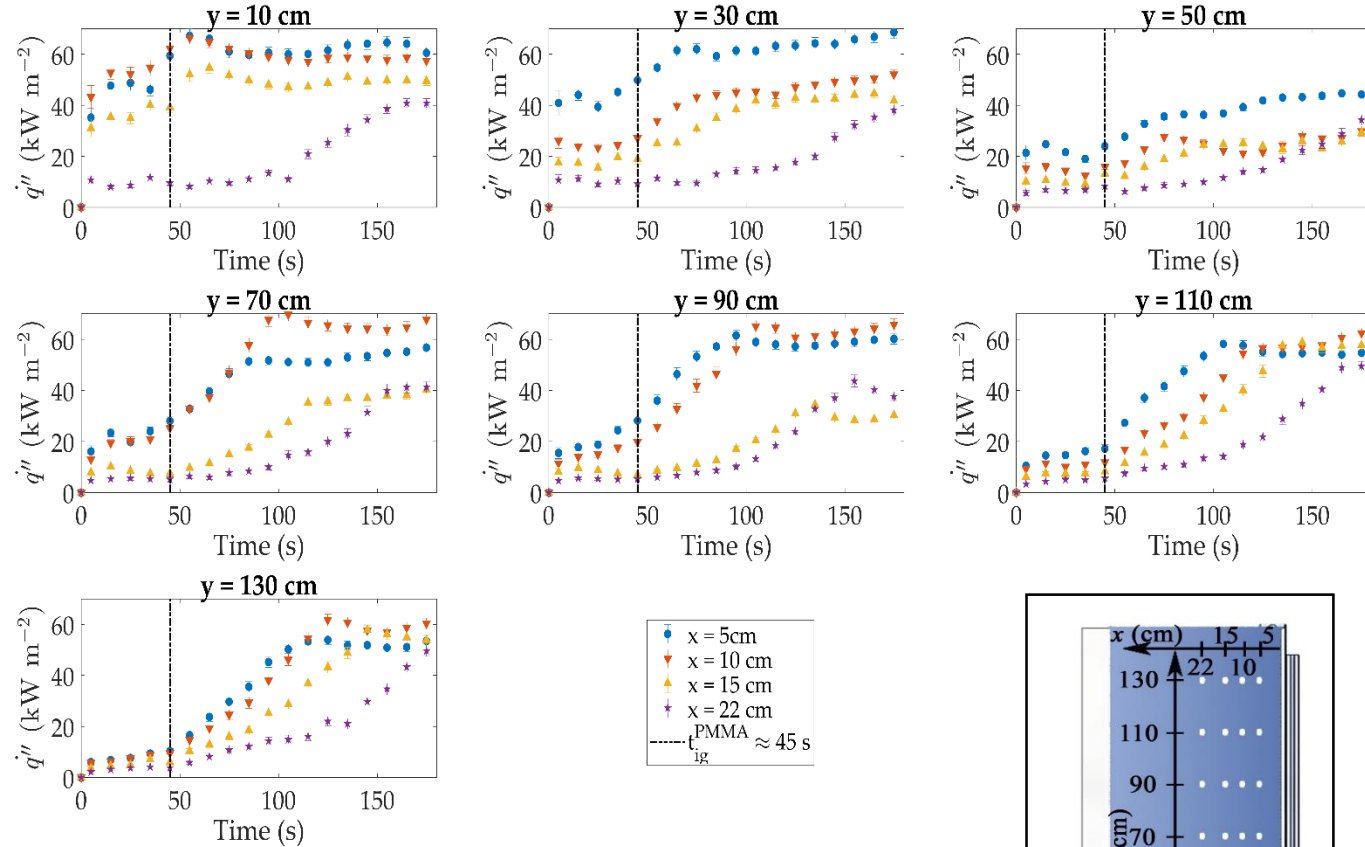 y = 10 cm
60
40
20
0
q̇″ (kW m⁻²)
0 50 100 150
Time (s)
y = 30 cm
60
40
20
0
q̇″ (kW m⁻²)
0 50 100 150
Time (s)
y = 50 cm
60
40
20
0
q̇″ (kW m⁻²)
0 50 100 150
Time (s)
y = 70 cm
60
40
20
0
q̇″ (kW m⁻²)
0 50 100 150
Time (s)
y = 90 cm
60
40
20
0
q̇″ (kW m⁻²)
0 50 100 150
Time (s)
y = 110 cm
60
40
20
0
q̇″ (kW m⁻²)
0 50 100 150
Time (s)
y = 130 cm
60
40
20
0
q̇″ (kW m⁻²)
0 50 100 150
Time (s)
x = 5cm
x = 10 cm
x = 15 cm
x = 22 cm
t_ig^PMMA ≈ 45 s
x (cm) 15 5
22 10
130
110
90
70
cm)